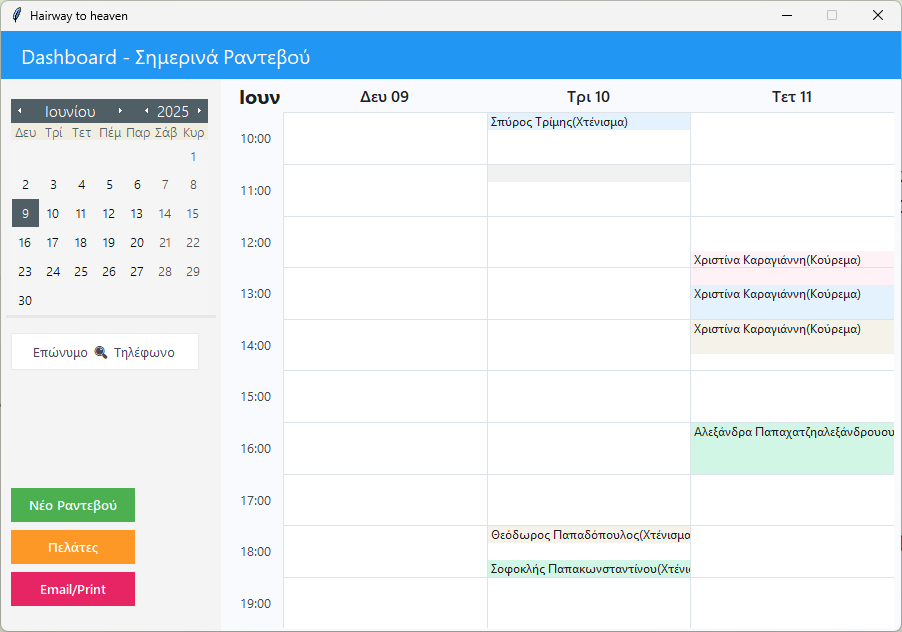 Hairway to heaven
Dashboard - Σημερινά Ραντεβού
Ιουνίου 2025
Δευ Τρί Τετ Πέμ Παρ Σάβ Κυρ
1
2 3 4 5 6 7 8
9 10 11 12 13 14 15
16 17 18 19 20 21 22
23 24 25 26 27 28 29
30
Επώνυμο Τηλέφωνο
Νέο Ραντεβού
Πελάτες
Email/Print
Ιουν Δευ 09 Τρι 10 Τετ 11
Σπύρος Τρίμης(Χτένισμα)
10:00
11:00
12:00
Χριστίνα Καραγιάννη(Κούρεμα)
13:00 Χριστίνα Καραγιάννη(Κούρεμα)
Χριστίνα Καραγιάννη(Κούρεμα)
14:00
15:00
Αλεξάνδρα Παπαχατζηαλεξάνδρουου
16:00
17:00
Θεόδωρος Παπαδόπουλος(Χτένισμα
18:00
Σοφοκλής Παπακωνσταντίνου(Χτένι
19:00